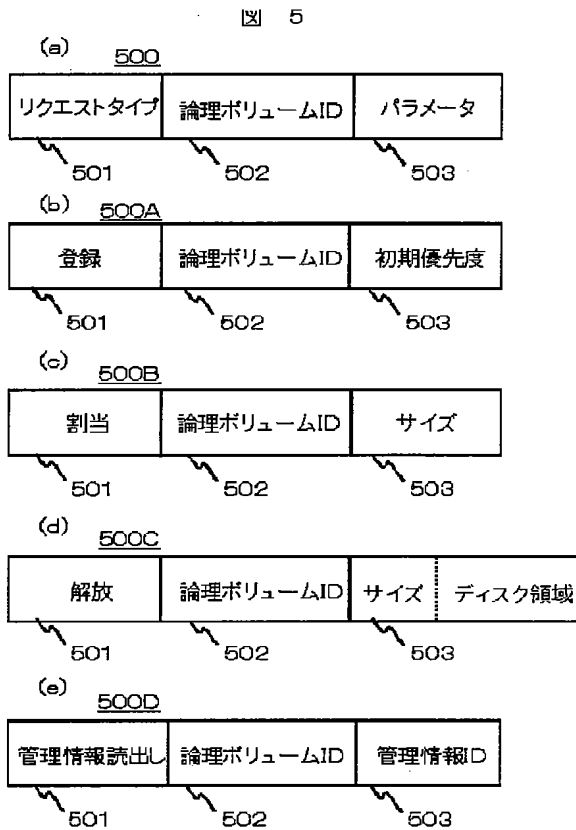 図 5
(a) 500
リクエストタイプ 論理ボリュームID パラメータ
501 502 503
(b) 500A
登録 論理ボリュームID 初期優先度
501 502 503
(c) 500B
割当 論理ボリュームID サイズ
501 502 503
(d) 500C
解放 論理ボリュームID サイズ ディスク領域
501 502 503
(e) 500D
管理情報読出し 論理ボリュームID 管理情報ID
501 502 503